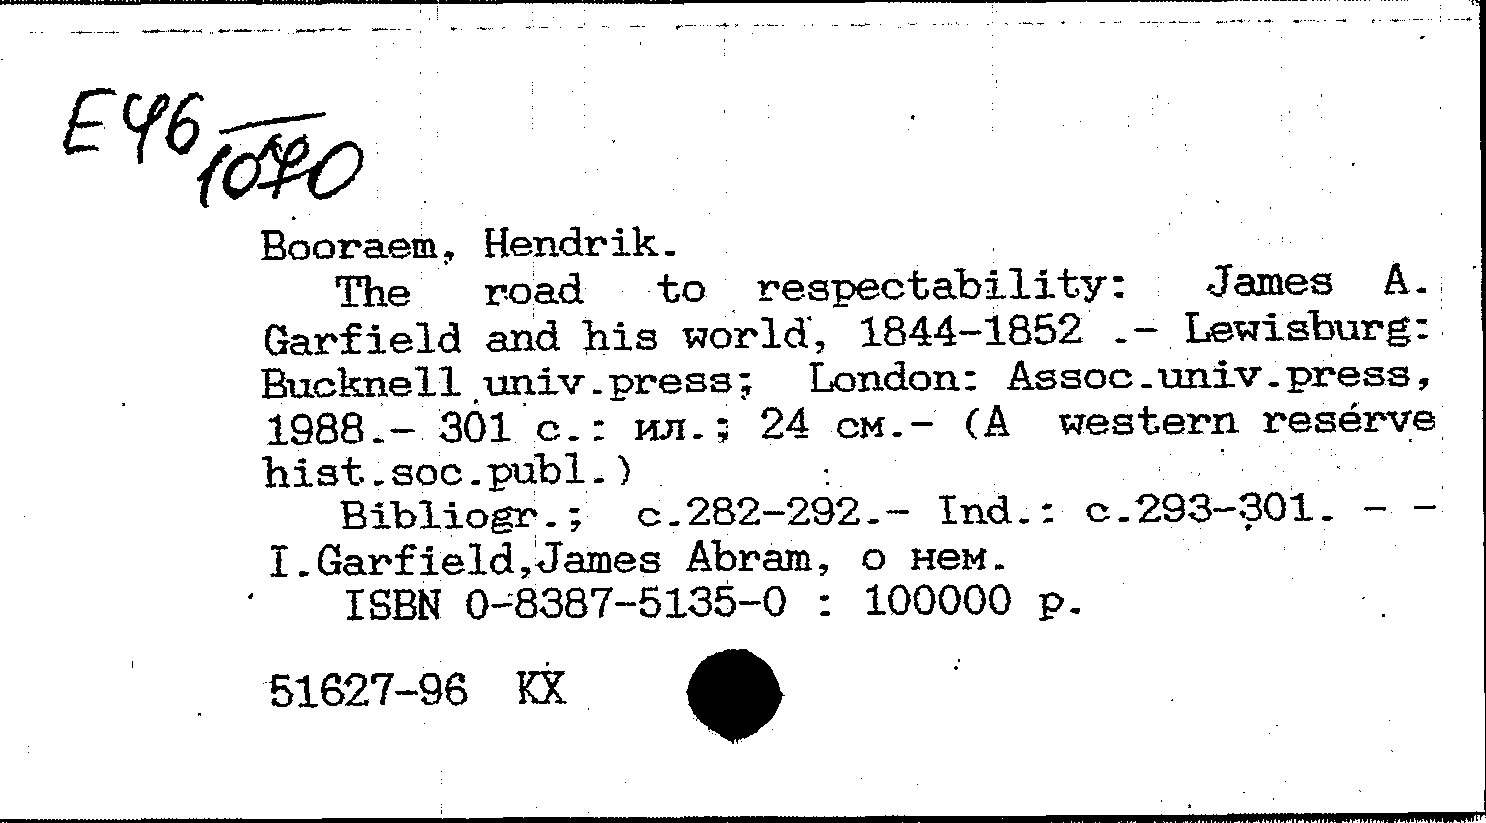 E 96
1070
Booraem, Hendrik.
The road to respectability: James A.
Garfield and his world, 1844-1852 .- Lewisburg:
Bucknell univ.press; London: Assoc.univ.press,
1988.- 301 с.: ил.; 24 см.- (A western reserve
hist.soc.publ.)
Bibliogr.; с.282-292.- Ind.: с.293-301. - -
I.Garfield,James Abram, о нем.
ISBN 0-8387-5135-0 : 100000 р.
51627-96 КХ